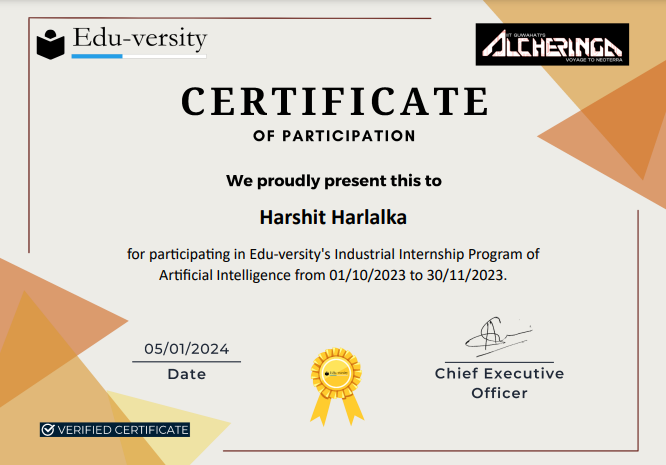 Edu-versity
IIT GUWAHATI'S
ALCHERINGA
VOYAGE TO NEOTERRA
CERTIFICATE
OF PARTICIPATION
We proudly present this to
Harshit Harlalka
for participating in Edu-versity's Industrial Internship Program of
Artificial Intelligence from 01/10/2023 to 30/11/2023.
05/01/2024
Date
Edu-versity
Chief Executive
Officer
VERIFIED CERTIFICATE